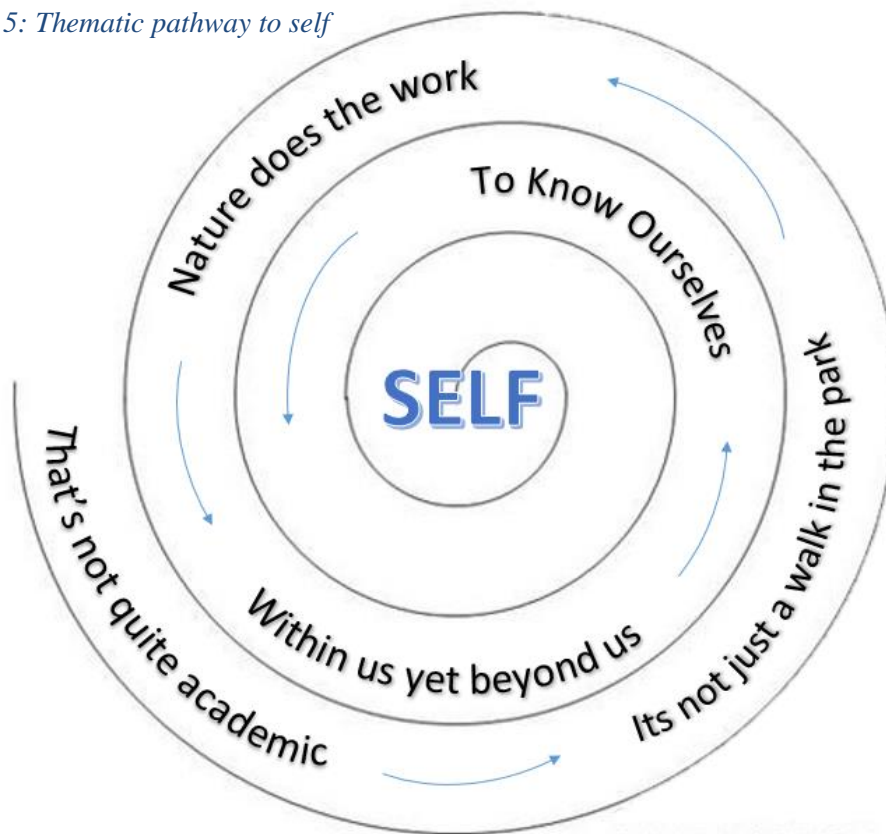 5: Thematic pathway to self
That's not quite academic
Its not just a walk in the park
Nature does the work
Within us yet beyond us
To Know Ourselves
SELF